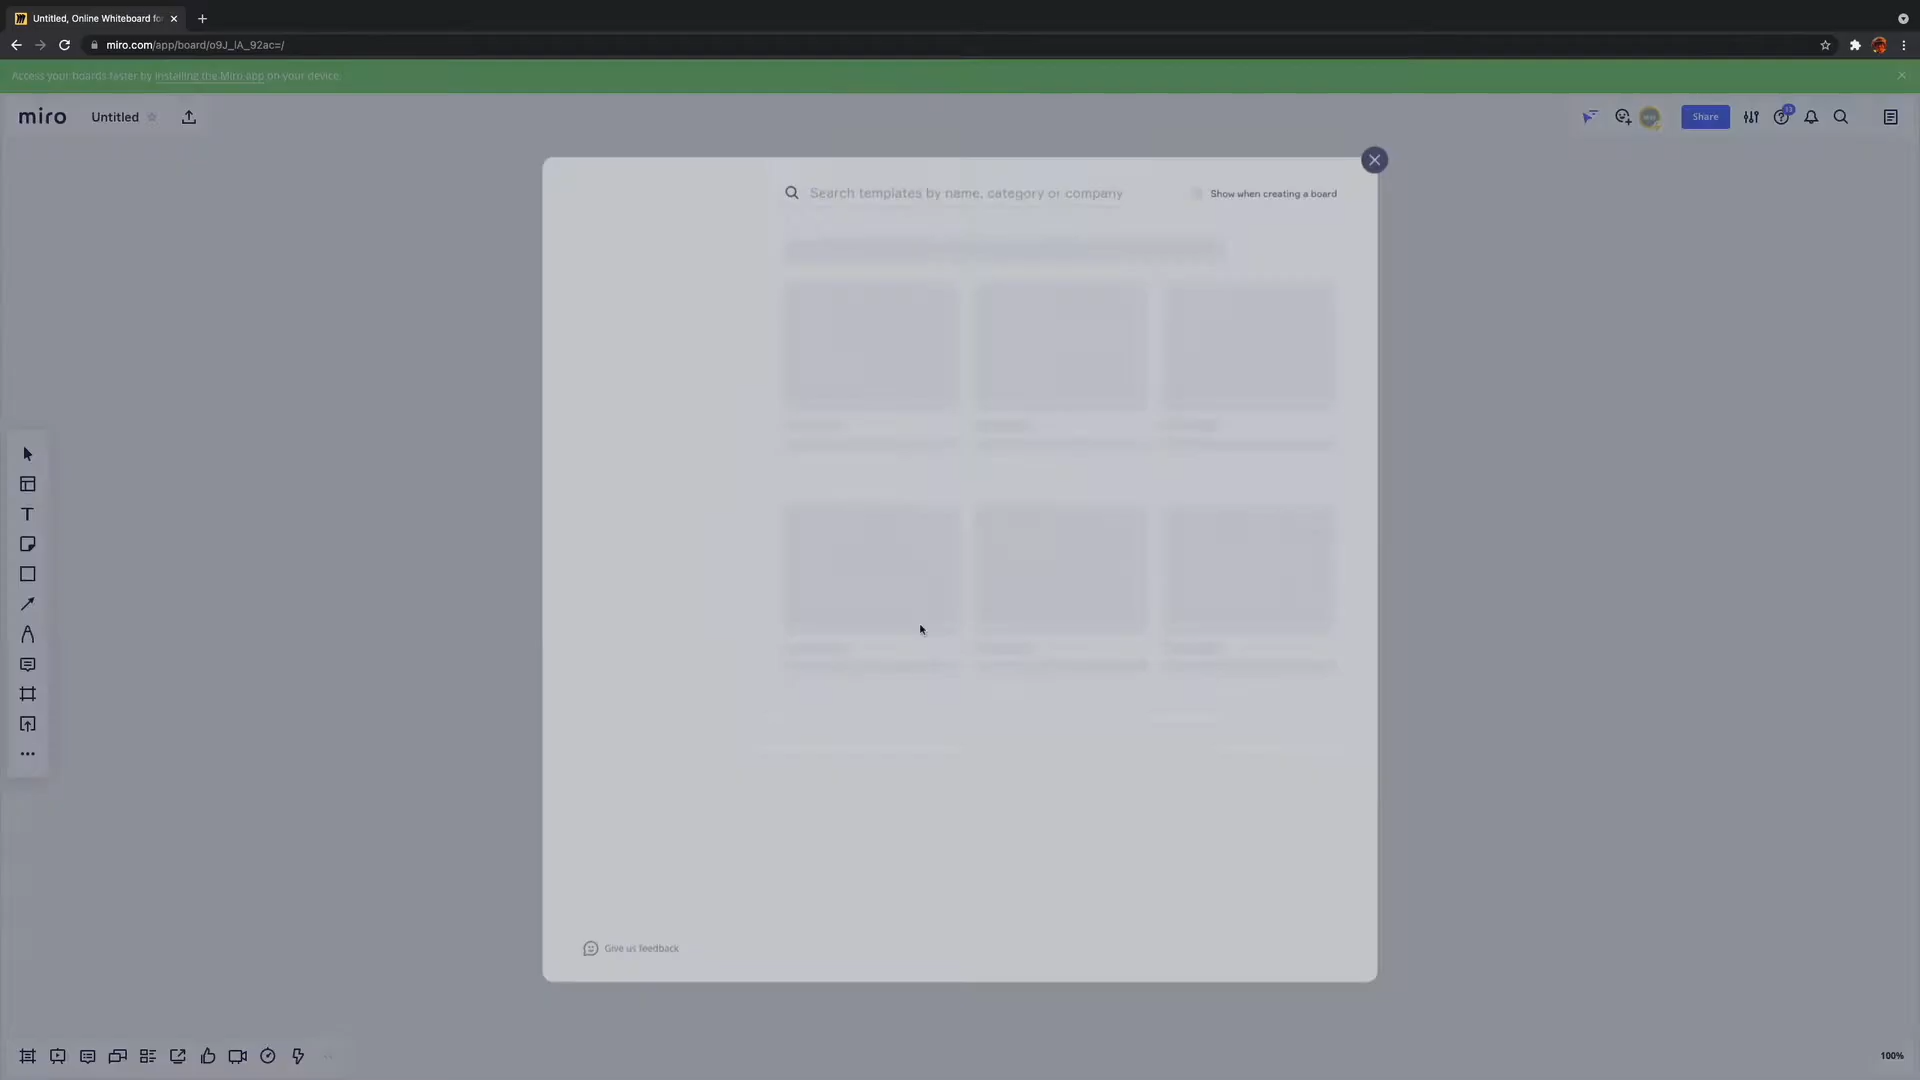 Untitled, Online Whiteboard for
miro.com/app/board/o9J_lA_92ac=/
Access your boards faster by installing the Miro app on your device.
miro
Untitled
Share
13
Search templates by name, category or company
Show when creating a board
Give us feedback
100%